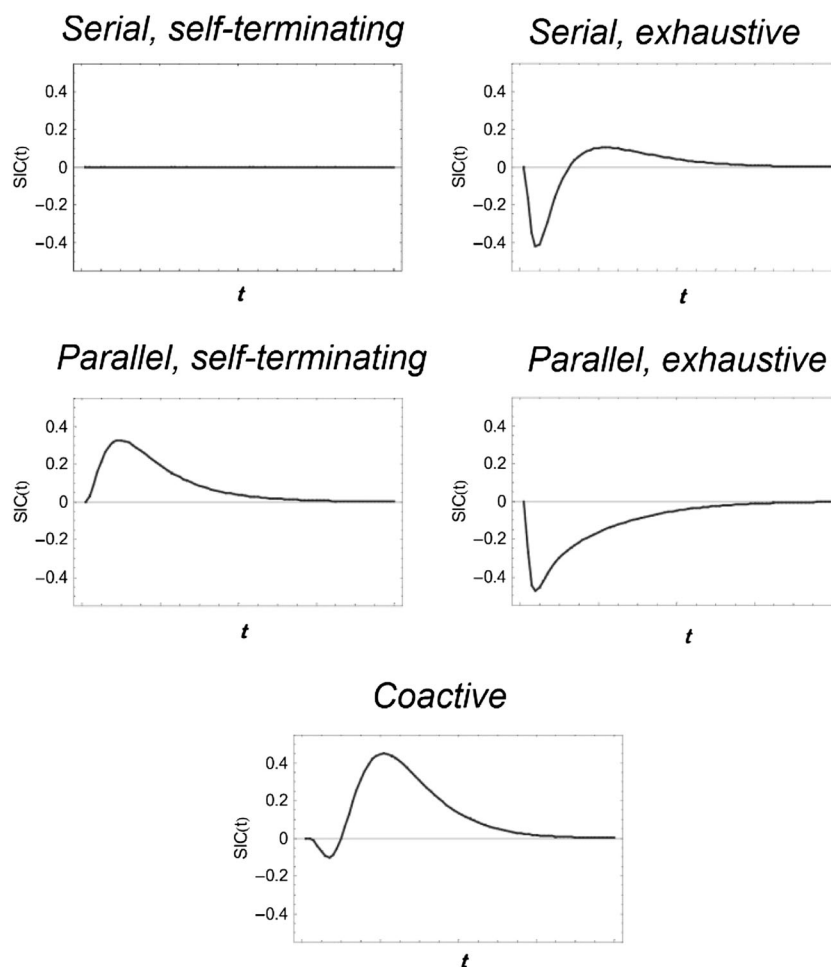 Serial, self-terminating
Serial, exhaustive
0.4
0.2
0
−0.2
−0.4
SIC(t)
t
0.4
0.2
0
−0.2
−0.4
SIC(t)
t
Parallel, self-terminating
Parallel, exhaustive
0.4
0.2
0
−0.2
−0.4
SIC(t)
t
0.4
0.2
0
−0.2
−0.4
SIC(t)
t
Coactive
0.4
0.2
0
−0.2
−0.4
SIC(t)
t